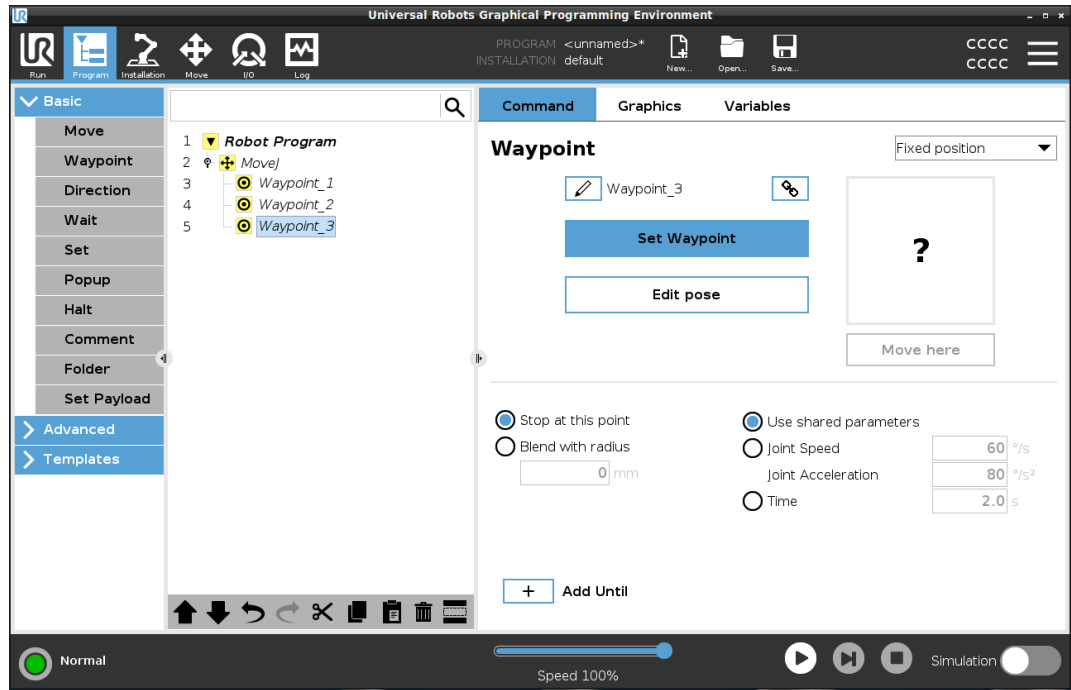 Universal Robots Graphical Programming Environment
UR
Run
Program
Installation
Move
I/O
Log
PROGRAM <unnamed>*
INSTALLATION default
New...
Open...
Save...
CCCC
CCCC
Basic
Move
Waypoint
Direction
Wait
Set
Popup
Halt
Comment
Folder
Set Payload
Advanced
Templates
1 Robot Program
2 MoveJ
3 Waypoint_1
4 Waypoint_2
5 Waypoint_3
Command Graphics Variables
Waypoint
Fixed position
Waypoint_3
Set Waypoint
Edit pose
?
Move here
Stop at this point
Blend with radius
0 mm
Use shared parameters
Joint Speed 60 °/s
Joint Acceleration 80 °/s²
Time 2.0 s
+ Add Until
Normal
Speed 100%
Simulation